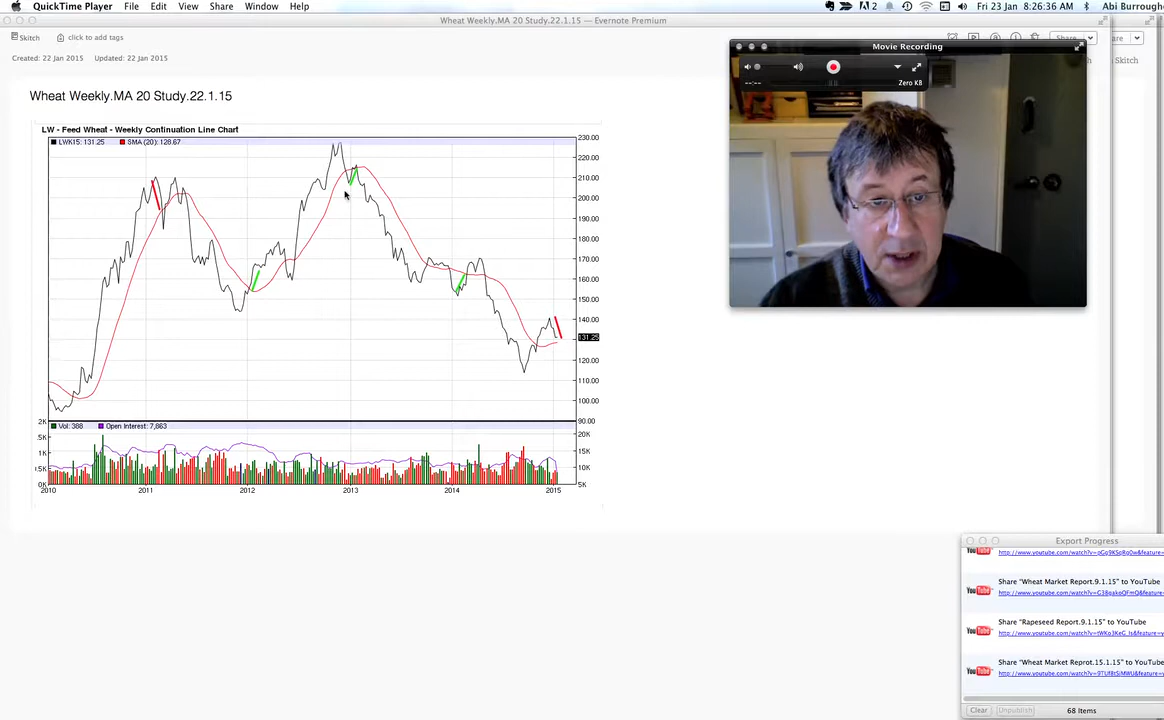 QuickTime Player File Edit View Share Window Help
2 Fri 23 Jan 8:26:36 AM Abi Burrough
Wheat Weekly.MA 20 Study.22.1.15 — Evernote Premium
Skitch click to add tags
Share
are
Skitch
Created: 22 Jan 2015 Updated: 22 Jan 2015
Movie Recording
--:--
Zero KB
Wheat Weekly.MA 20 Study.22.1.15
LW - Feed Wheat - Weekly Continuation Line Chart
LWK15: 131.25 SMA (20): 128.67
230.00
220.00
210.00
200.00
190.00
180.00
170.00
160.00
150.00
140.00
131.25
120.00
110.00
100.00
90.00
Vol: 388 Open Interest: 7,863
2K
.5K
1K
.5K
0K
20K
15K
10K
5K
2010 2011 2012 2013 2014 2015
Export Progress
Share "Wheat Market Report.9.1.15" to YouTube
Share "Rapeseed Report.9.1.15" to YouTube
Share "Wheat Market Reprot.15.1.15" to YouTube
Clear Unpublish 68 Items